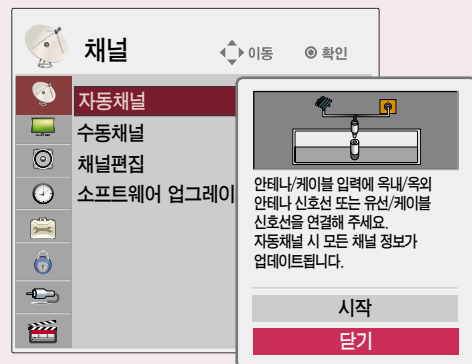 채널
이동
확인
자동채널
수동채널
채널편집
소프트웨어 업그레이
안테나/케이블 입력에 옥내/옥외
안테나 신호선 또는 유선/케이블
신호선을 연결해 주세요.
자동채널 시 모든 채널 정보가
업데이트됩니다.
시작
닫기